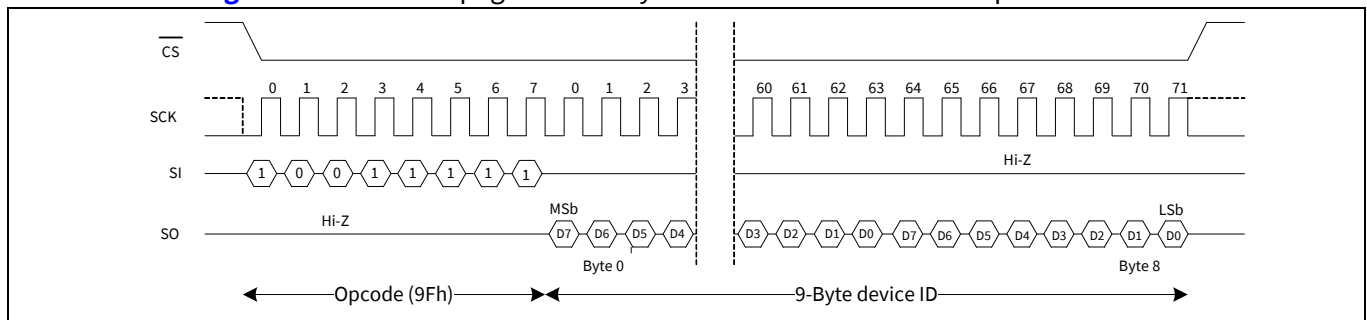 CS
0 1 2 3 4 5 6 7 0 1 2 3 60 61 62 63 64 65 66 67 68 69 70 71
SCK
Hi-Z
SI 1 0 0 1 1 1 1 1
MSb LSb
Hi-Z
SO D7 D6 D5 D4 D3 D2 D1 D0 D7 D6 D5 D4 D3 D2 D1 D0
Byte 0 Byte 8
Opcode (9Fh) 9-Byte device ID